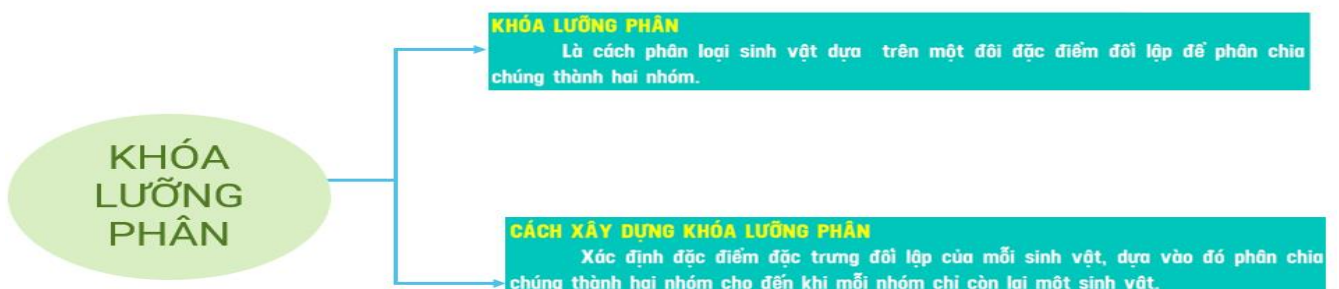 KHÓA LƯỠNG PHÂN
Là cách phân loại sinh vật dựa trên một đôi đặc điểm đối lập để phân chia
chúng thành hai nhóm.
KHÓA
LƯỠNG
PHÂN
CÁCH XÂY DỰNG KHÓA LƯỠNG PHÂN
Xác định đặc điểm đặc trưng đối lập của mỗi sinh vật, dựa vào đó phân chia
chúng thành hai nhóm cho đến khi mỗi nhóm chỉ còn lại một sinh vật.